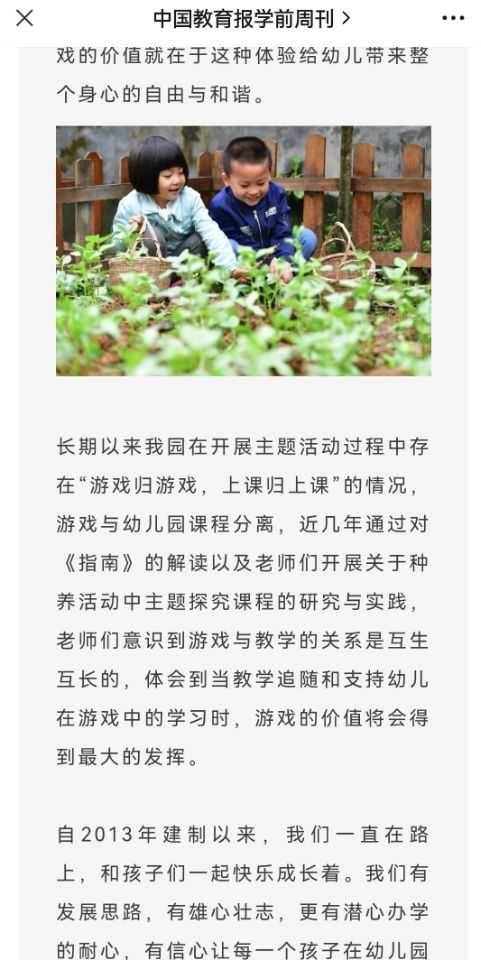 中国教育报学前周刊
戏的价值就在于这种体验给幼儿带来整
个身心的自由与和谐。
长期以来我园在开展主题活动过程中存
在“游戏归游戏，上课归上课”的情况，
游戏与幼儿园课程分离，近几年通过对
《指南》的解读以及老师们开展关于种
养活动中主题探究课程的研究与实践，
老师们意识到游戏与教学的关系是互生
互长的，体会到当教学追随和支持幼儿
在游戏中的学习时，游戏的价值将会得
到最大的发挥。
自2013年建制以来，我们一直在路
上，和孩子们一起快乐成长着。我们有
发展思路，有雄心壮志，更有潜心办学
的耐心，有信心让每一个孩子在幼儿园